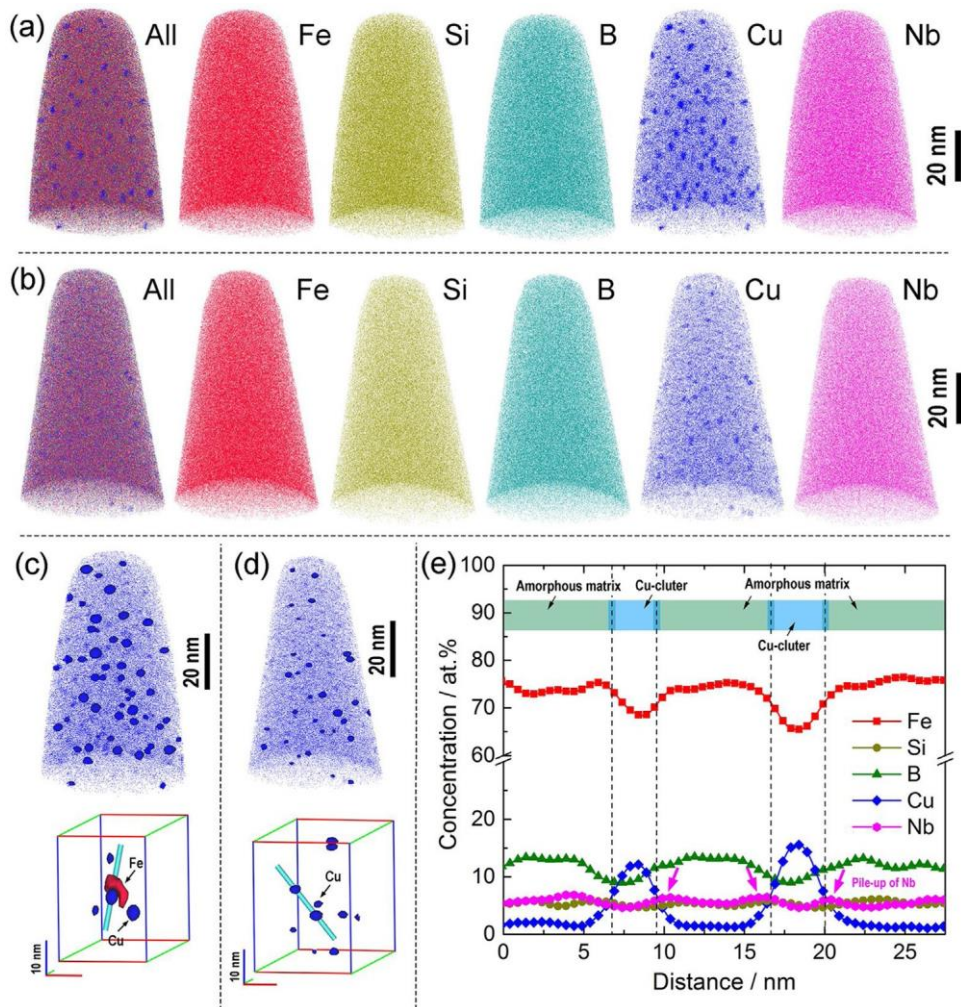 (a) All Fe Si B Cu Nb
20 nm
(b) All Fe Si B Cu Nb
20 nm
(c)
20 nm
Fe
Cu
10 nm
(d)
20 nm
Cu
10 nm
(e)
Amorphous matrix Cu-cluter Amorphous matrix
Cu-cluter
Concentration / at.%
100
90
80
75
70
60
15
10
5
0
Fe
Si
B
Cu
Nb
Pile-up of Nb
0 5 10 15 20 25
Distance / nm